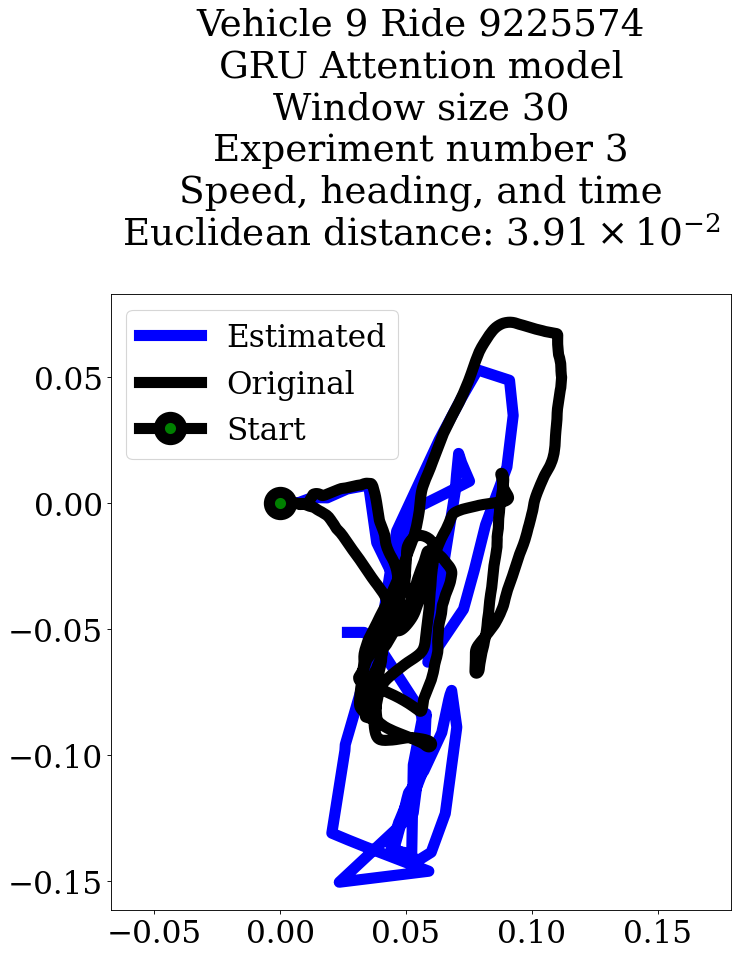 Vehicle 9 Ride 9225574
GRU Attention model
Window size 30
Experiment number 3
Speed, heading, and time
Euclidean distance: 3.91 × 10⁻²
Estimated
Original
Start
0.05
0.00
−0.05
−0.10
−0.15
−0.05 0.00 0.05 0.10 0.15